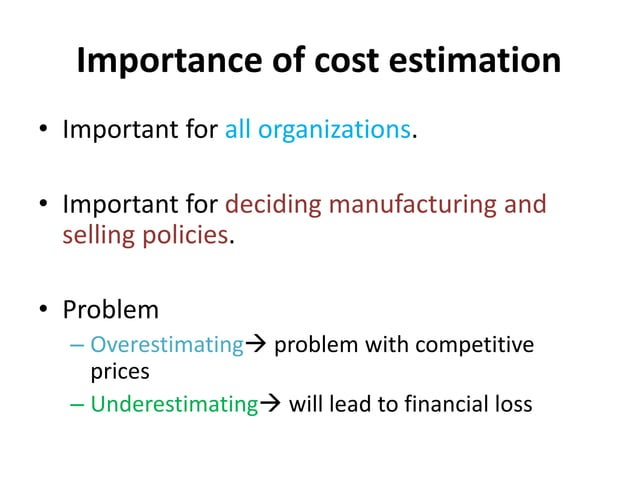 Importance of cost estimation
• Important for all organizations.
• Important for deciding manufacturing and
selling policies.
• Problem
– Overestimating→ problem with competitive
prices
– Underestimating→ will lead to financial loss